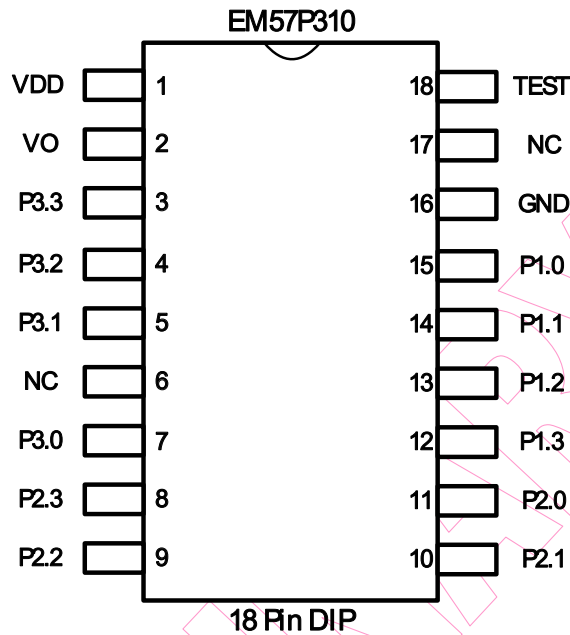 EM57P310
VDD 1 18 TEST
VO 2 17 NC
P3.3 3 16 GND
P3.2 4 15 P1.0
P3.1 5 14 P1.1
NC 6 13 P1.2
P3.0 7 12 P1.3
P2.3 8 11 P2.0
P2.2 9 10 P2.1
18 Pin DIP